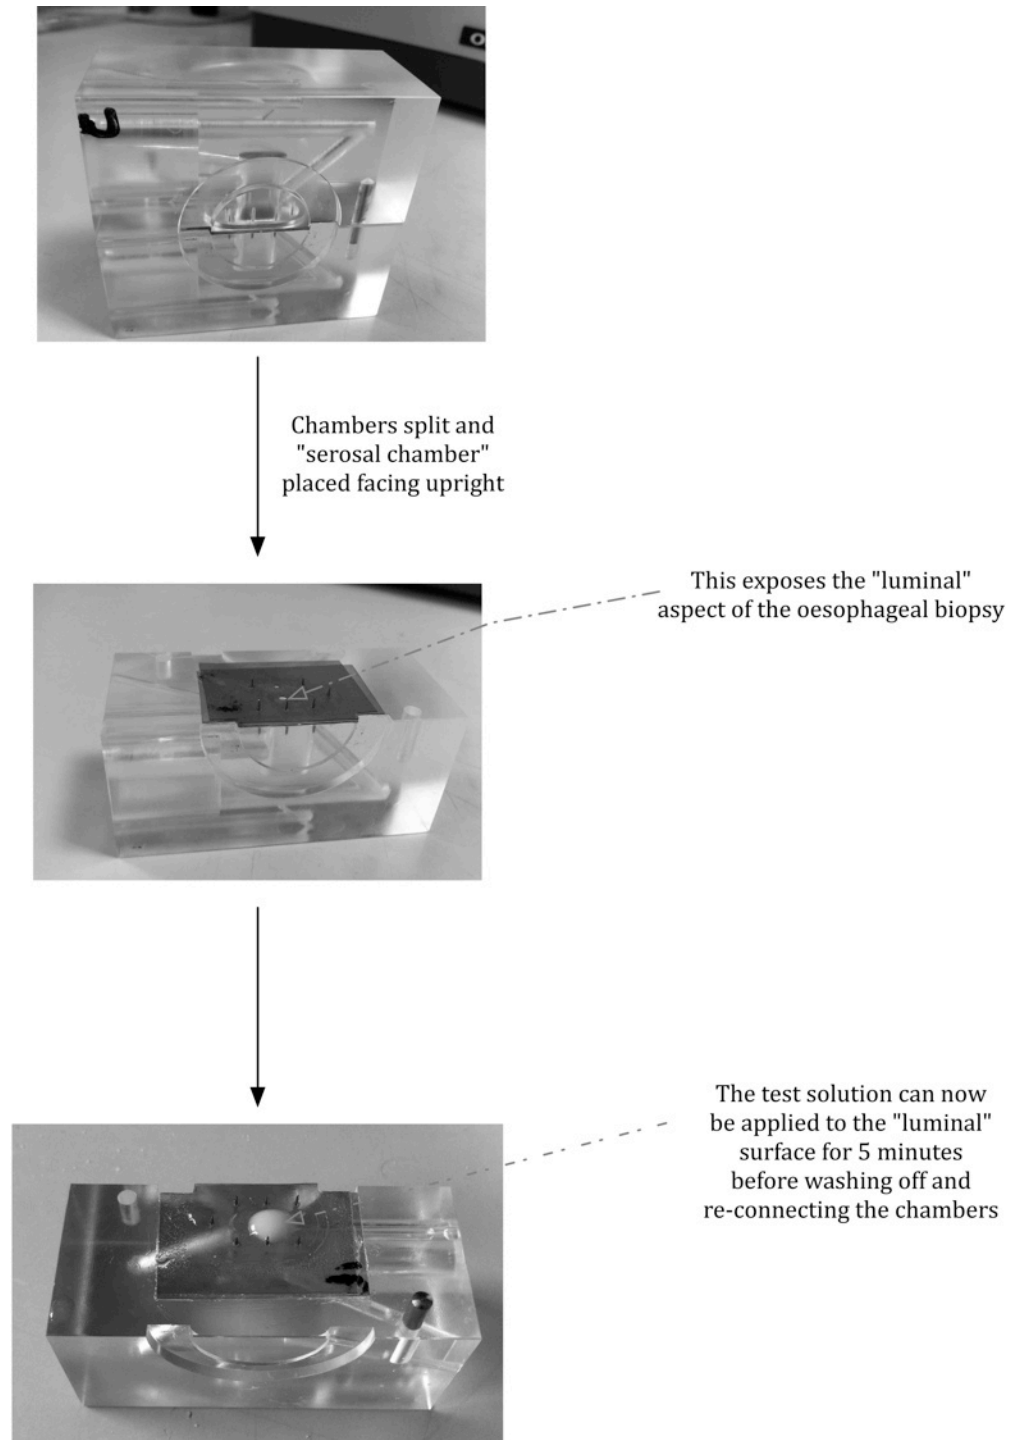 Chambers split and
"serosal chamber"
placed facing upright
This exposes the "luminal"
aspect of the oesophageal biopsy
The test solution can now
be applied to the "luminal"
surface for 5 minutes
before washing off and
re-connecting the chambers